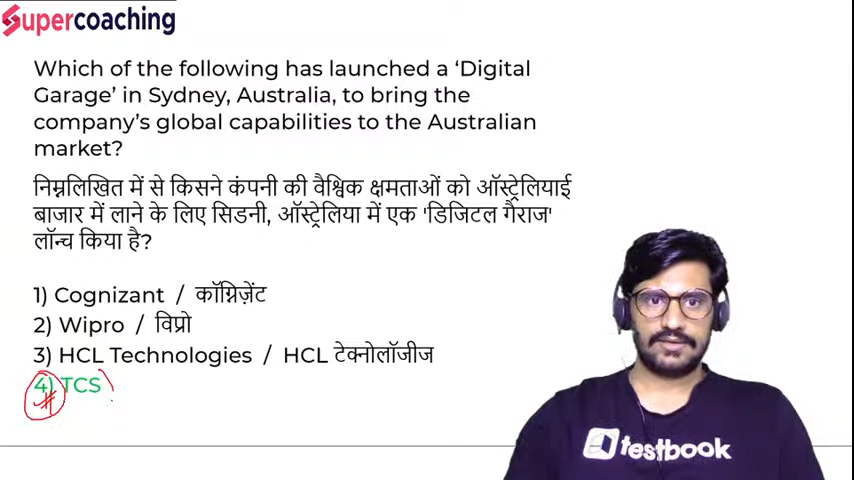 Supercoaching
Which of the following has launched a ‘Digital
Garage’ in Sydney, Australia, to bring the
company’s global capabilities to the Australian
market?
निम्नलिखित में से किसने कंपनी की वैश्विक क्षमताओं को ऑस्ट्रेलियाई
बाजार में लाने के लिए सिडनी, ऑस्ट्रेलिया में एक 'डिजिटल गैराज'
लॉन्च किया है?
1) Cognizant / कॉग्निज़ेंट
2) Wipro / विप्रो
3) HCL Technologies / HCL टेक्नोलॉजीज
4) TCS
testbook